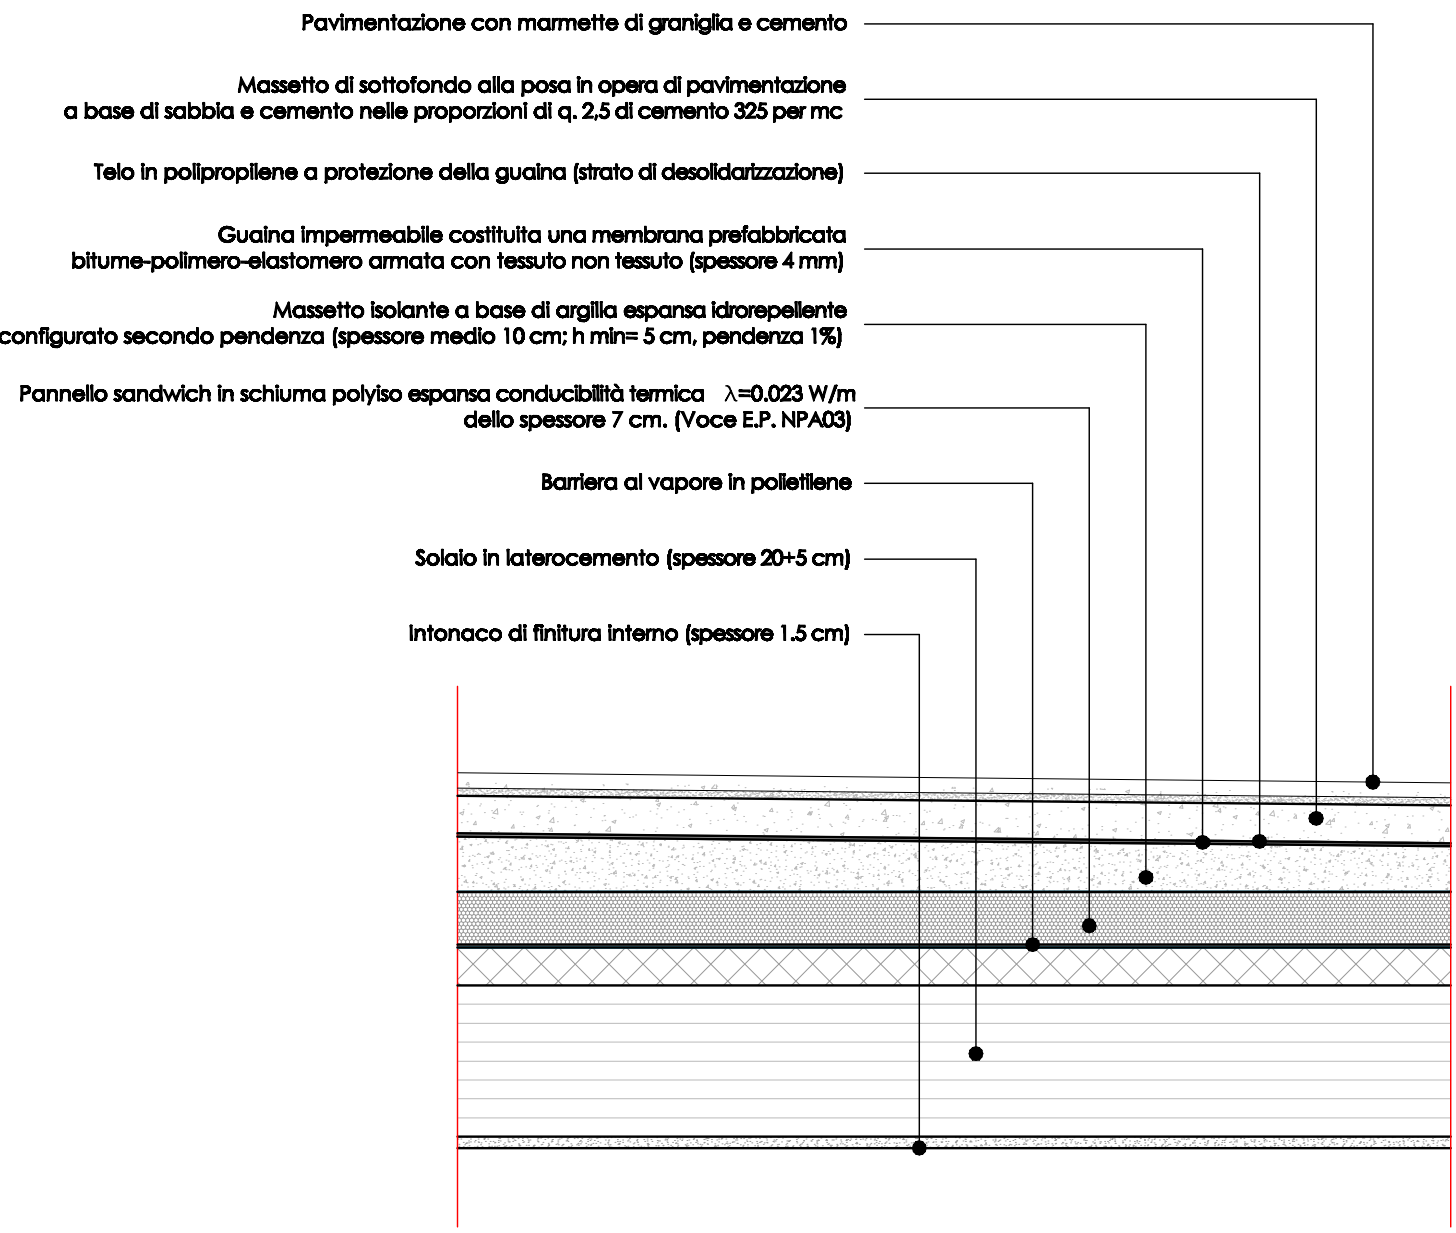 Pavimentazione con marmette di graniglia e cemento
Massetto di sottofondo alla posa in opera di pavimentazione
a base di sabbia e cemento nelle proporzioni di q. 2,5 di cemento 325 per mc
Telo in polipropilene a protezione della guaina (strato di desolidarizzazione)
Guaina impermeabile costituita una membrana prefabbricata
bitume-polimero-elastomero armata con tessuto non tessuto (spessore 4 mm)
Massetto isolante a base di argilla espansa idrorepellente
configurato secondo pendenza (spessore medio 10 cm; h min= 5 cm, pendenza 1%)
Pannello sandwich in schiuma polyiso espansa conducibilità termica λ=0.023 W/m
dello spessore 7 cm. (Voce E.P. NPA03)
Barriera al vapore in polietilene
Solaio in laterocemento (spessore 20+5 cm)
Intonaco di finitura interno (spessore 1.5 cm)